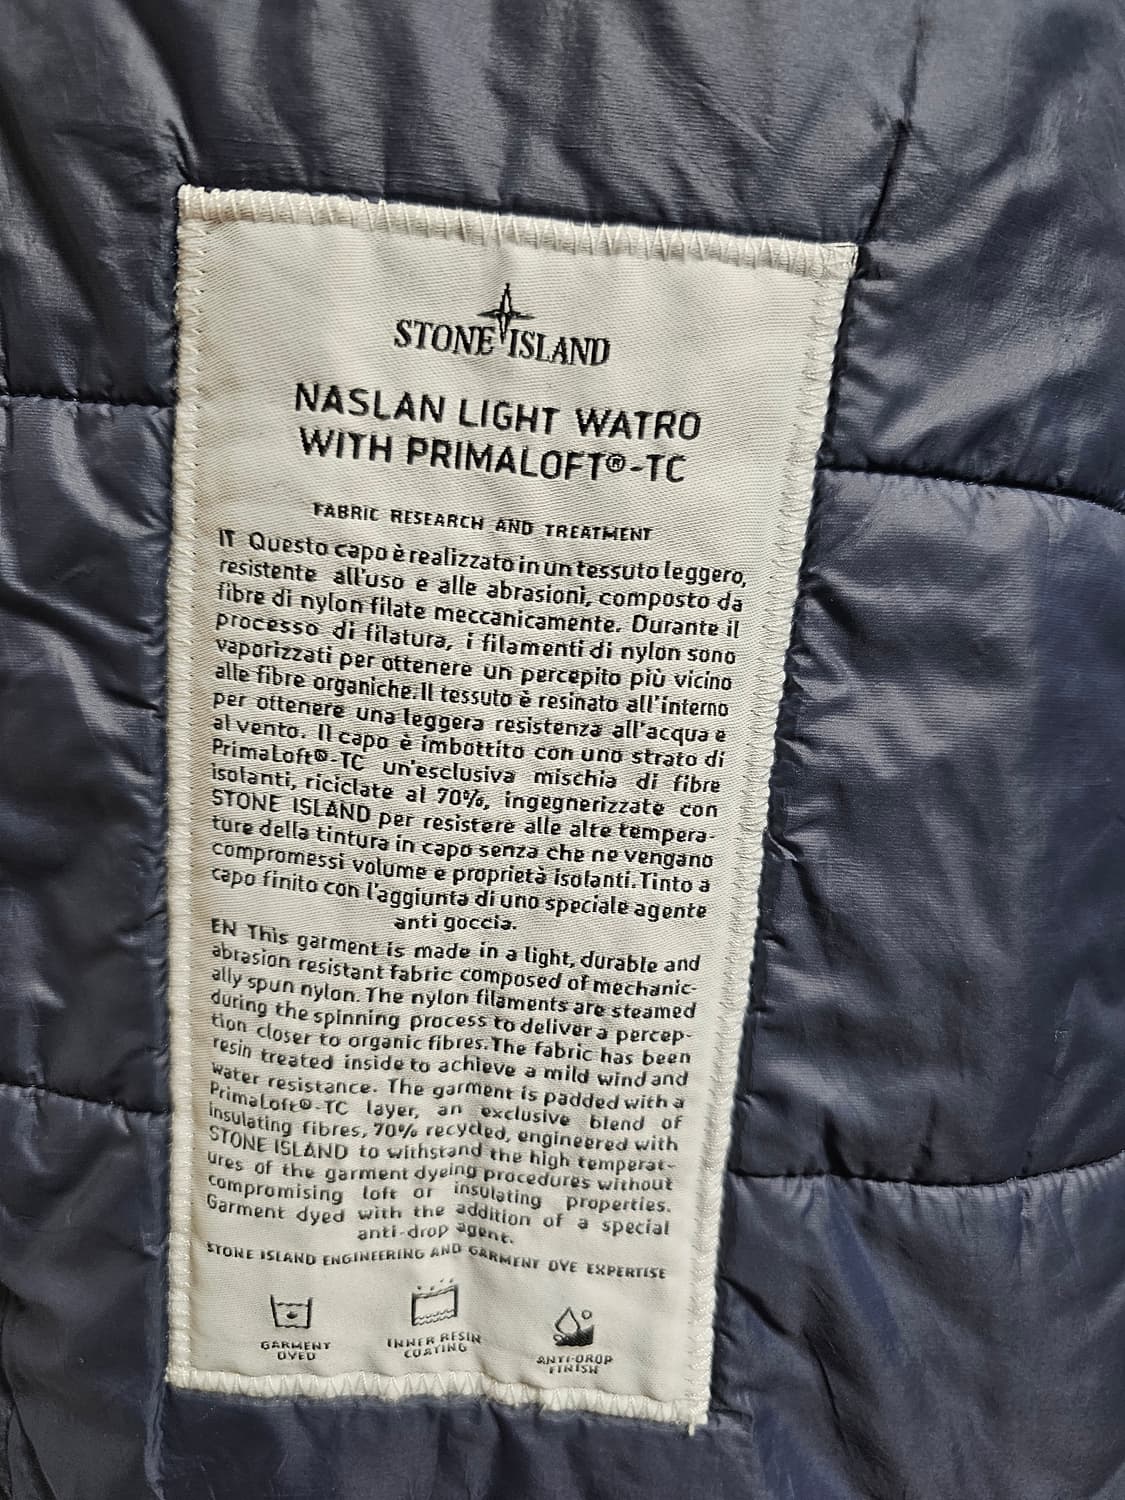 STONE ISLAND
NASLAN LIGHT WATRO
WITH PRIMALOFT®-TC
FABRIC RESEARCH AND TREATMENT
IT Questo capo è realizzato in un tessuto leggero,
resistente all'uso e alle abrasioni, composto da
fibre di nylon filate meccanicamente. Durante il
processo di filatura, i filamenti di nylon sono
vaporizzati per ottenere un percepito più vicino
alle fibre organiche. Il tessuto è resinato all'interno
per ottenere una leggera resistenza all'acqua e
al vento. Il capo è imbottito con uno strato di
PrimaLoft®-TC un'esclusiva mischia di fibre
isolanti, riciclate al 70%, ingegnerizzate con
STONE ISLAND per resistere alle alte tempera-
ture della tintura in capo senza che ne vengano
compromessi volume e proprietà isolanti. Tinto a
capo finito con l'aggiunta di uno speciale agente
anti goccia.
EN This garment is made in a light, durable and
abrasion resistant fabric composed of mechanic-
ally spun nylon. The nylon filaments are steamed
during the spinning process to deliver a percep-
tion closer to organic fibres. The fabric has been
resin treated inside to achieve a mild wind and
water resistance. The garment is padded with a
PrimaLoft®-TC layer, an exclusive blend of
insulating fibres, 70% recycled, engineered with
STONE ISLAND to withstand the high temperat-
ures of the garment dyeing procedures without
compromising loft or insulating properties.
Garment dyed with the addition of a special
anti-drop agent.
STONE ISLAND ENGINEERING AND GARMENT DYE EXPERTISE
GARMENT
DYED
INNER RESIN
COATING
ANTI-DROP
FINISH